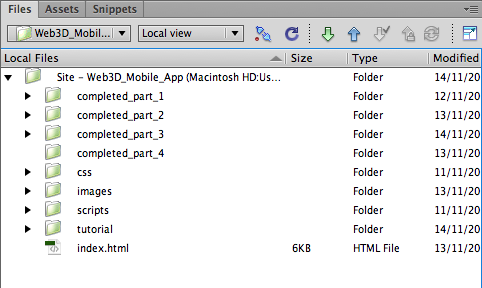 Files Assets Snippets
Web3D_Mobil... Local view
Local Files Size Type Modified
Site – Web3D_Mobile_App (Macintosh HD:Us... Folder 14/11/20
completed_part_1 Folder 12/11/20
completed_part_2 Folder 13/11/20
completed_part_3 Folder 14/11/20
completed_part_4 Folder 13/11/20
css Folder 11/11/20
images Folder 13/11/20
scripts Folder 11/11/20
tutorial Folder 14/11/20
index.html 6KB HTML File 13/11/20